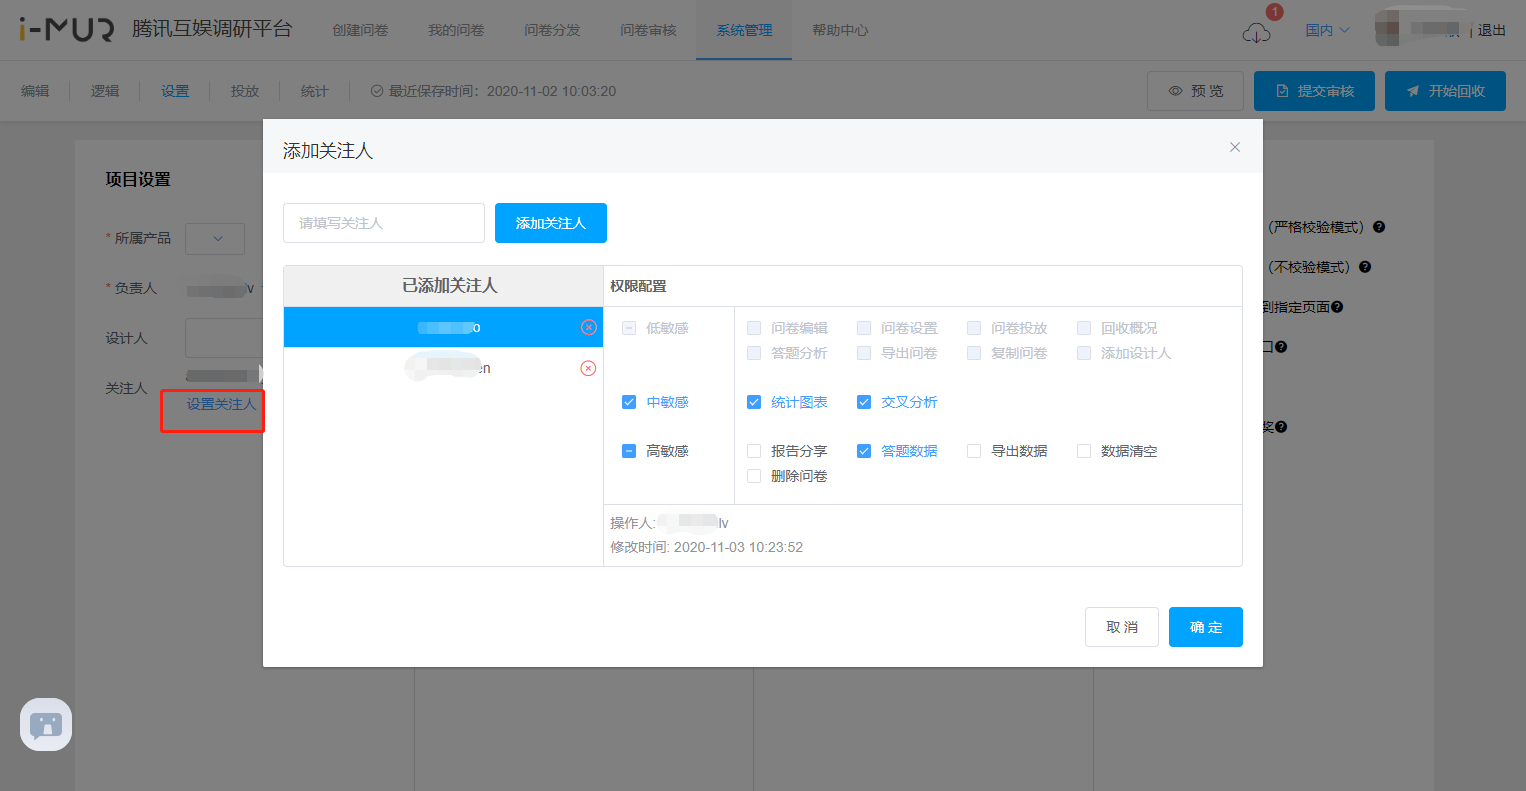 i-MUR 腾讯互娱调研平台 创建问卷 我的问卷 问卷分发 问卷审核 系统管理 帮助中心 1 国内 | 退出
编辑 逻辑 设置 投放 统计 最近保存时间：2020-11-02 10:03:20 预 览 提交审核 开始回收
添加关注人
项目设置
请填写关注人 添加关注人
* 所属产品
(严格校验模式)
(不校验模式)
* 负责人 lv
到指定页面
设计人
口
关注人
设置关注人
奖
已添加关注人 权限配置
o
en
低敏感 问卷编辑 问卷设置 问卷投放 回收概况
答题分析 导出问卷 复制问卷 添加设计人
中敏感 统计图表 交叉分析
高敏感 报告分享 答题数据 导出数据 数据清空
删除问卷
操作人: lv
修改时间: 2020-11-03 10:23:52
取 消 确 定